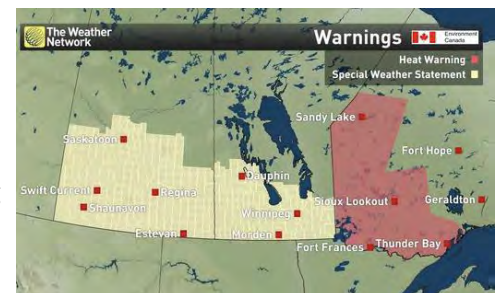 The Weather
Network
Warnings
Environment
Canada
Heat Warning
Special Weather Statement
Sandy Lake
Saskatoon
Fort Hope
Dauphin
Swift Current
Regina
Sioux Lookout
Geraldton
Shaunavon
Winnipeg
Estevan
Morden
Fort Frances
Thunder Bay